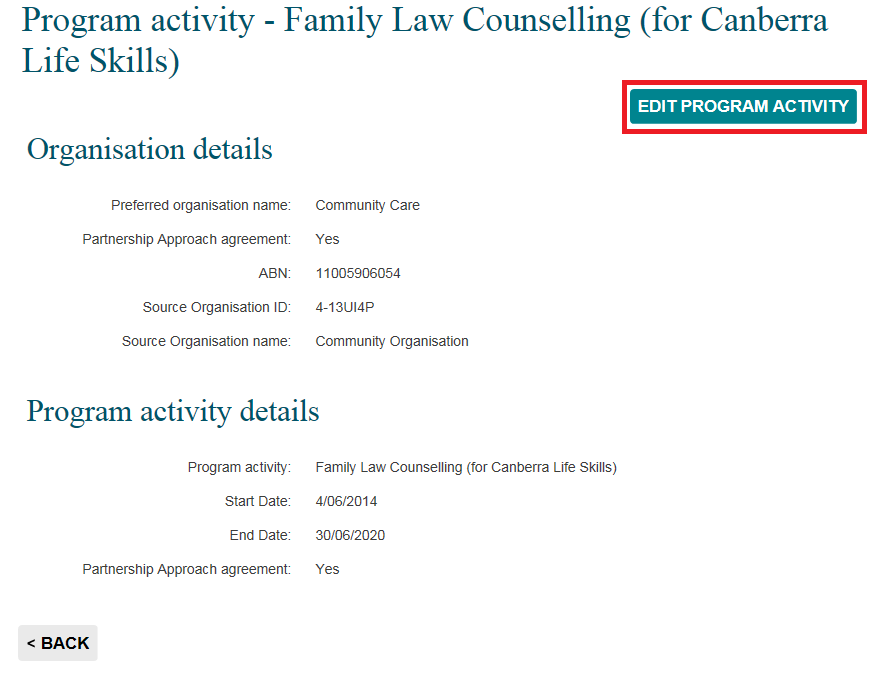 Program activity - Family Law Counselling (for Canberra
Life Skills)
EDIT PROGRAM ACTIVITY
Organisation details
Preferred organisation name: Community Care
Partnership Approach agreement: Yes
ABN: 11005906054
Source Organisation ID: 4-13UI4P
Source Organisation name: Community Organisation
Program activity details
Program activity: Family Law Counselling (for Canberra Life Skills)
Start Date: 4/06/2014
End Date: 30/06/2020
Partnership Approach agreement: Yes
< BACK